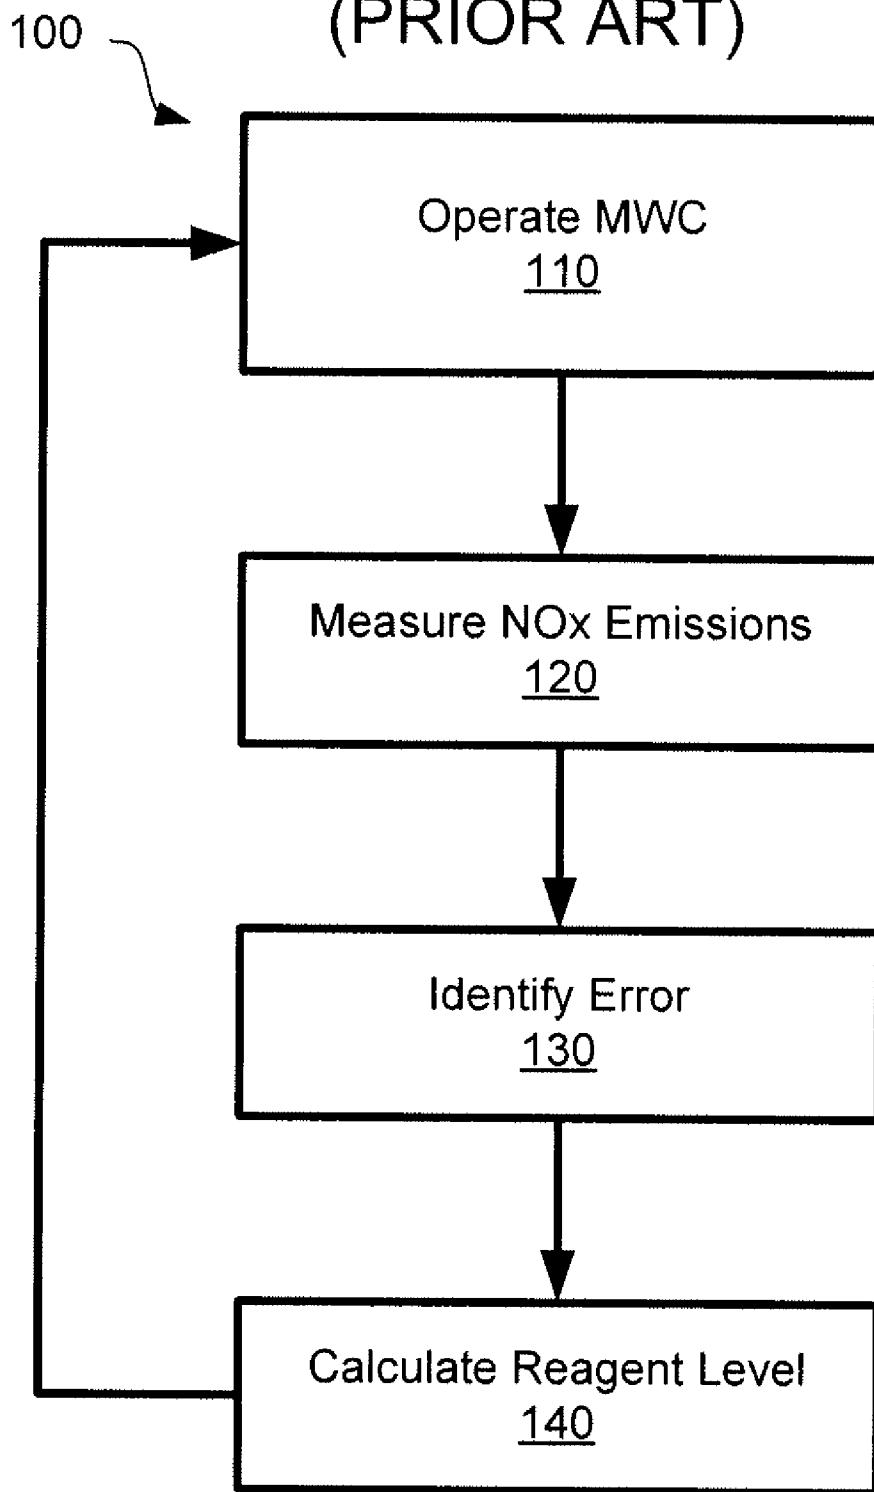 (PRIOR ART)
100
Operate MWC
110
Measure NOx Emissions
120
Identify Error
130
Calculate Reagent Level
140